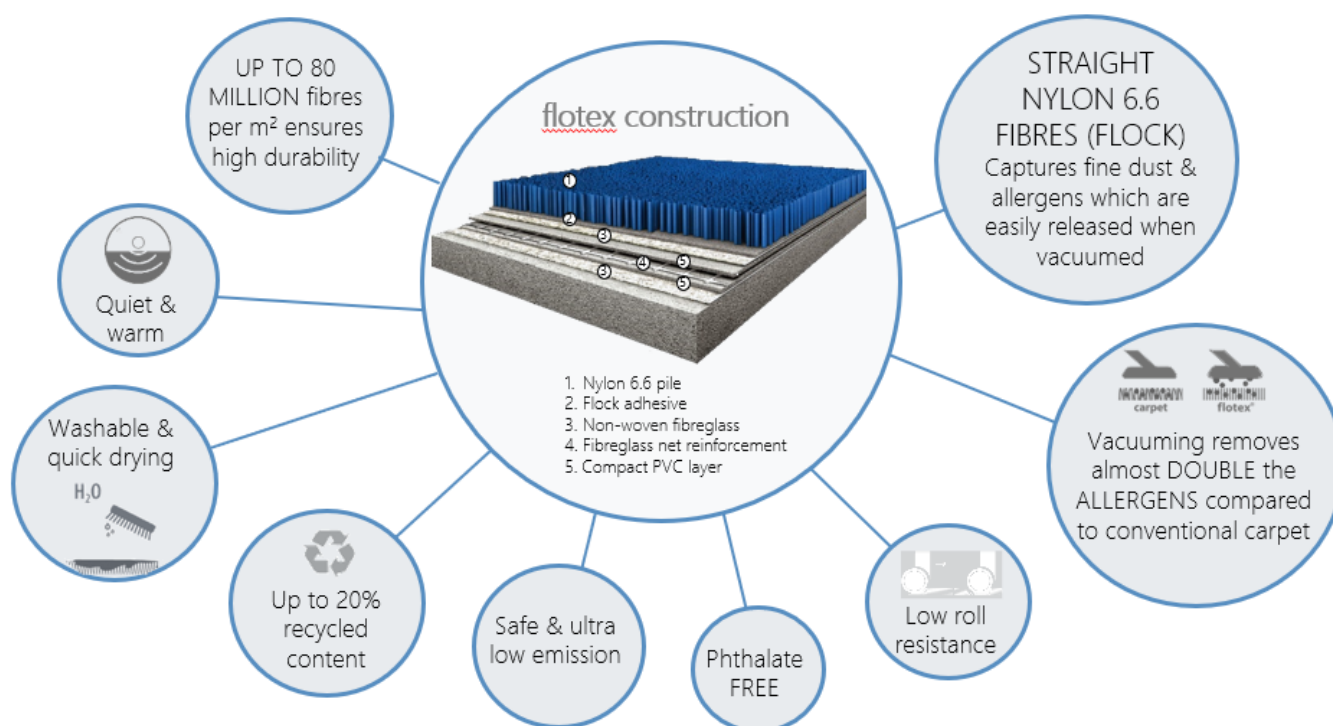 UP TO 80
MILLION fibres
per m² ensures
high durability
flotex construction
1
2
3
4
5
3
5
1. Nylon 6.6 pile
2. Flock adhesive
3. Non-woven fibreglass
4. Fibreglass net reinforcement
5. Compact PVC layer
STRAIGHT
NYLON 6.6
FIBRES (FLOCK)
Captures fine dust &
allergens which are
easily released when
vacuumed
Quiet &
warm
carpet flotex®
Vacuuming removes
almost DOUBLE the
ALLERGENS compared
to conventional carpet
Washable &
quick drying
H₂O
Up to 20%
recycled
content
Safe & ultra
low emission
Phthalate
FREE
Low roll
resistance